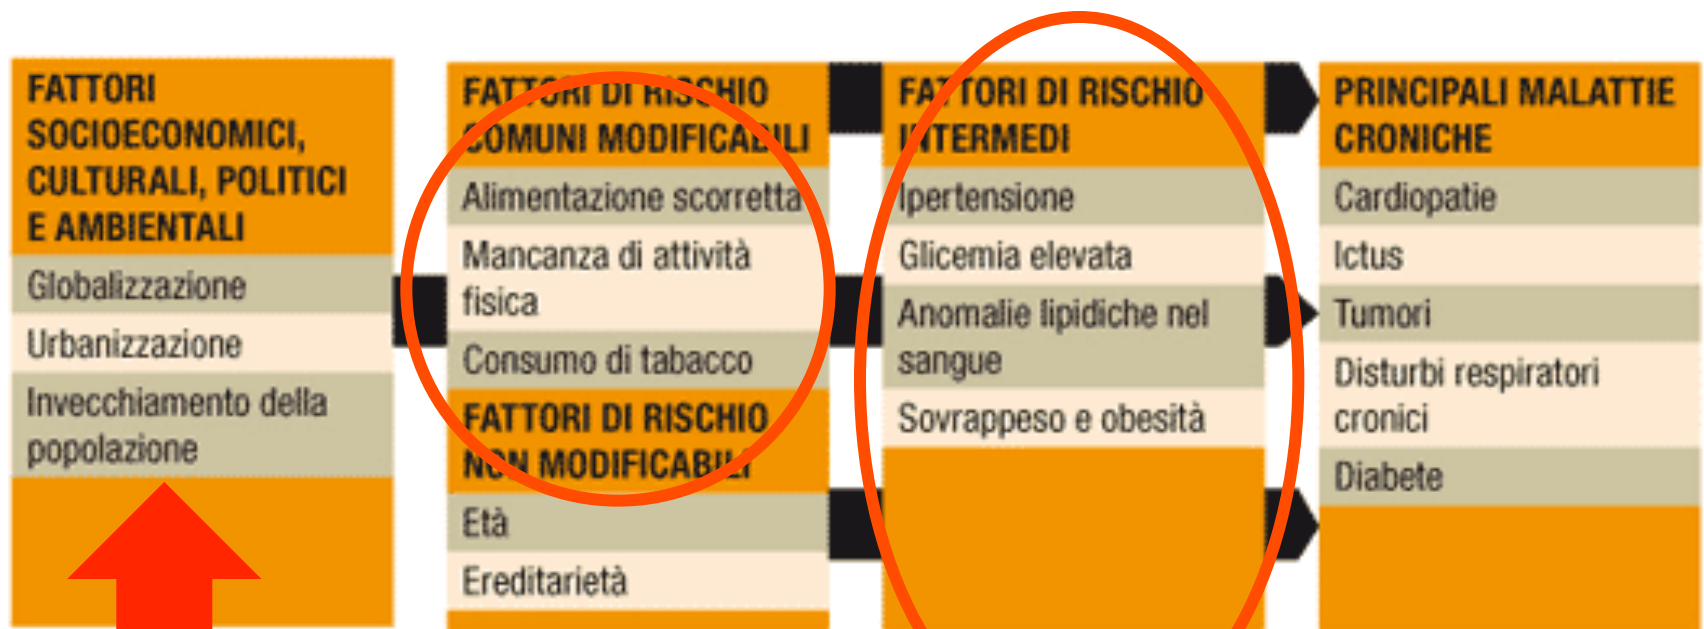 FATTORI
SOCIOECONOMICI,
CULTURALI, POLITICI
E AMBIENTALI
Globalizzazione
Urbanizzazione
Invecchiamento della
popolazione
FATTORI DI RISCHIO
COMUNI MODIFICABILI
Alimentazione scorretta
Mancanza di attività
fisica
Consumo di tabacco
FATTORI DI RISCHIO
NON MODIFICABILI
Età
Ereditarietà
FATTORI DI RISCHIO
INTERMEDI
Ipertensione
Glicemia elevata
Anomalie lipidiche nel
sangue
Sovrappeso e obesità
PRINCIPALI MALATTIE
CRONICHE
Cardiopatie
Ictus
Tumori
Disturbi respiratori
cronici
Diabete